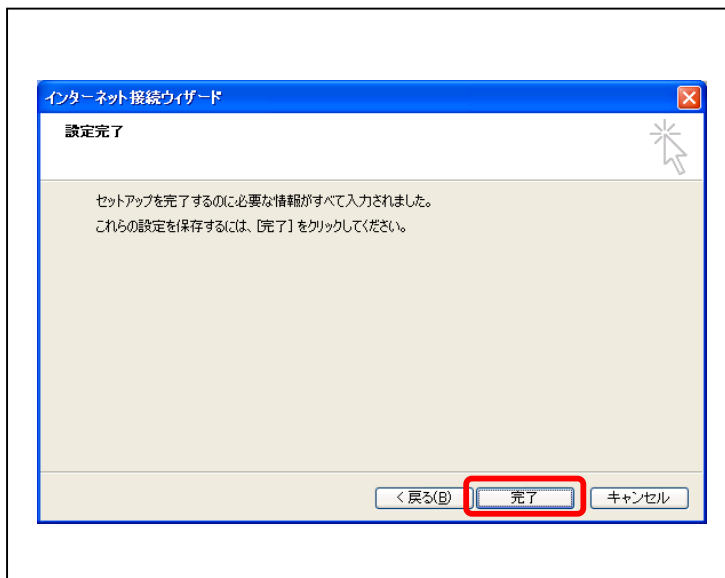 インターネット接続ウィザード
設定完了
セットアップを完了するのに必要な情報がすべて入力されました。
これらの設定を保存するには、[完了] をクリックしてください。
< 戻る(B) 完了 キャンセル